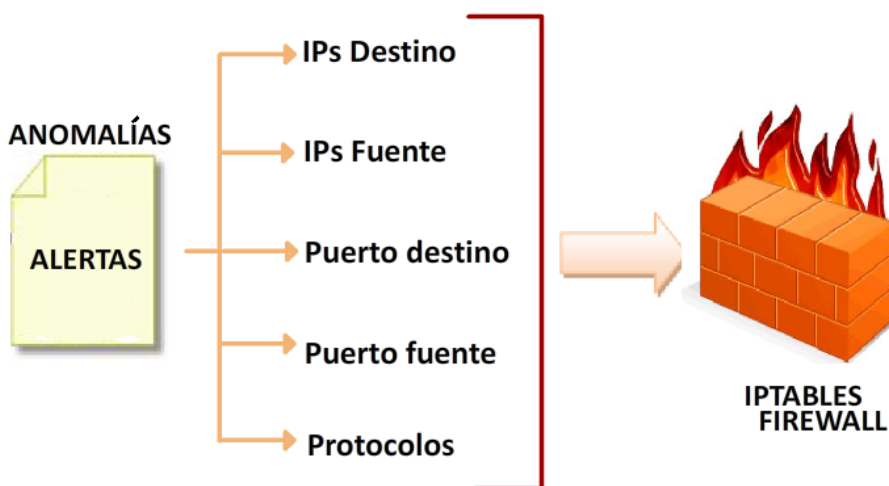 ANOMALÍAS
ALERTAS
IPs Destino
IPs Fuente
Puerto destino
Puerto fuente
Protocolos
IPTABLES
FIREWALL